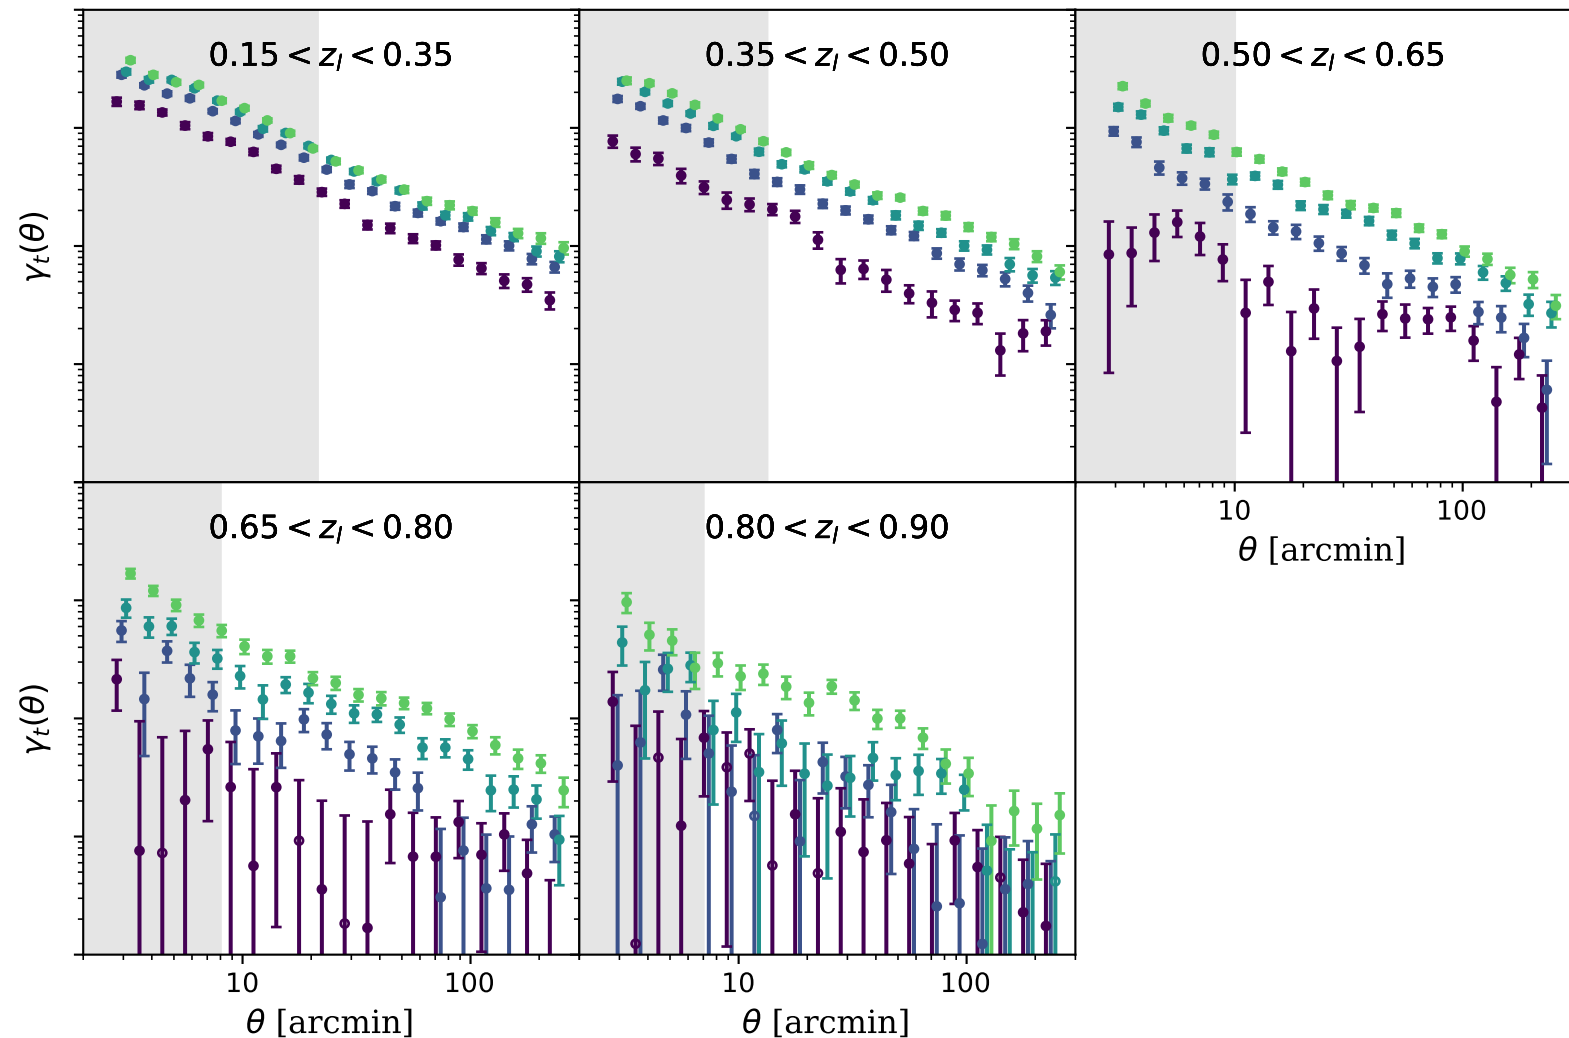 0.15 < z_l < 0.35
0.35 < z_l < 0.50
0.50 < z_l < 0.65
γ_t(θ)
10 100
θ [arcmin]
0.65 < z_l < 0.80
0.80 < z_l < 0.90
γ_t(θ)
10 100
10 100
θ [arcmin]
θ [arcmin]